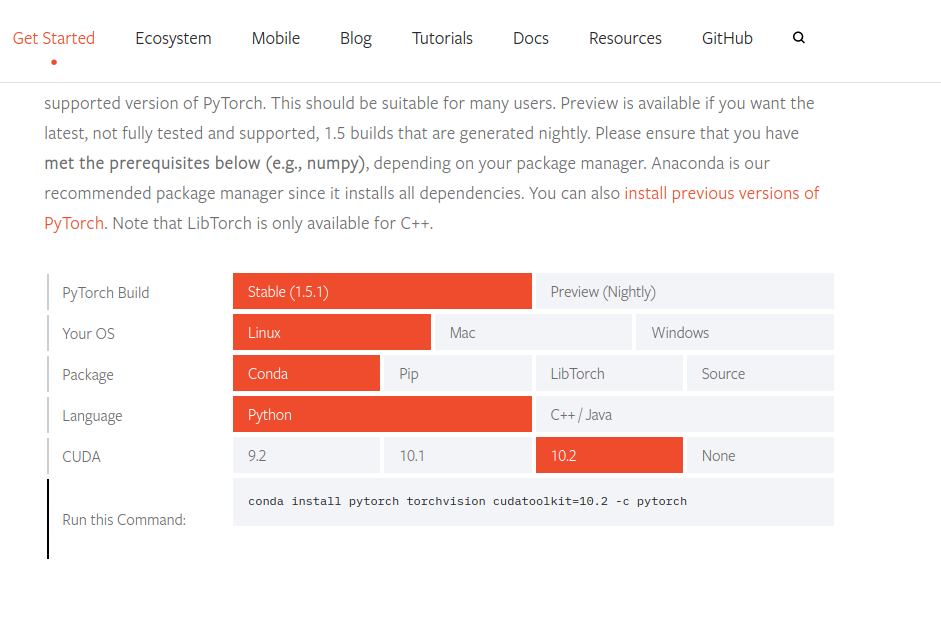 Get Started Ecosystem Mobile Blog Tutorials Docs Resources GitHub
supported version of PyTorch. This should be suitable for many users. Preview is available if you want the
latest, not fully tested and supported, 1.5 builds that are generated nightly. Please ensure that you have
met the prerequisites below (e.g., numpy), depending on your package manager. Anaconda is our
recommended package manager since it installs all dependencies. You can also install previous versions of
PyTorch. Note that LibTorch is only available for C++.
PyTorch Build Stable (1.5.1) Preview (Nightly)
Your OS Linux Mac Windows
Package Conda Pip LibTorch Source
Language Python C++ / Java
CUDA 9.2 10.1 10.2 None
Run this Command: conda install pytorch torchvision cudatoolkit=10.2 -c pytorch